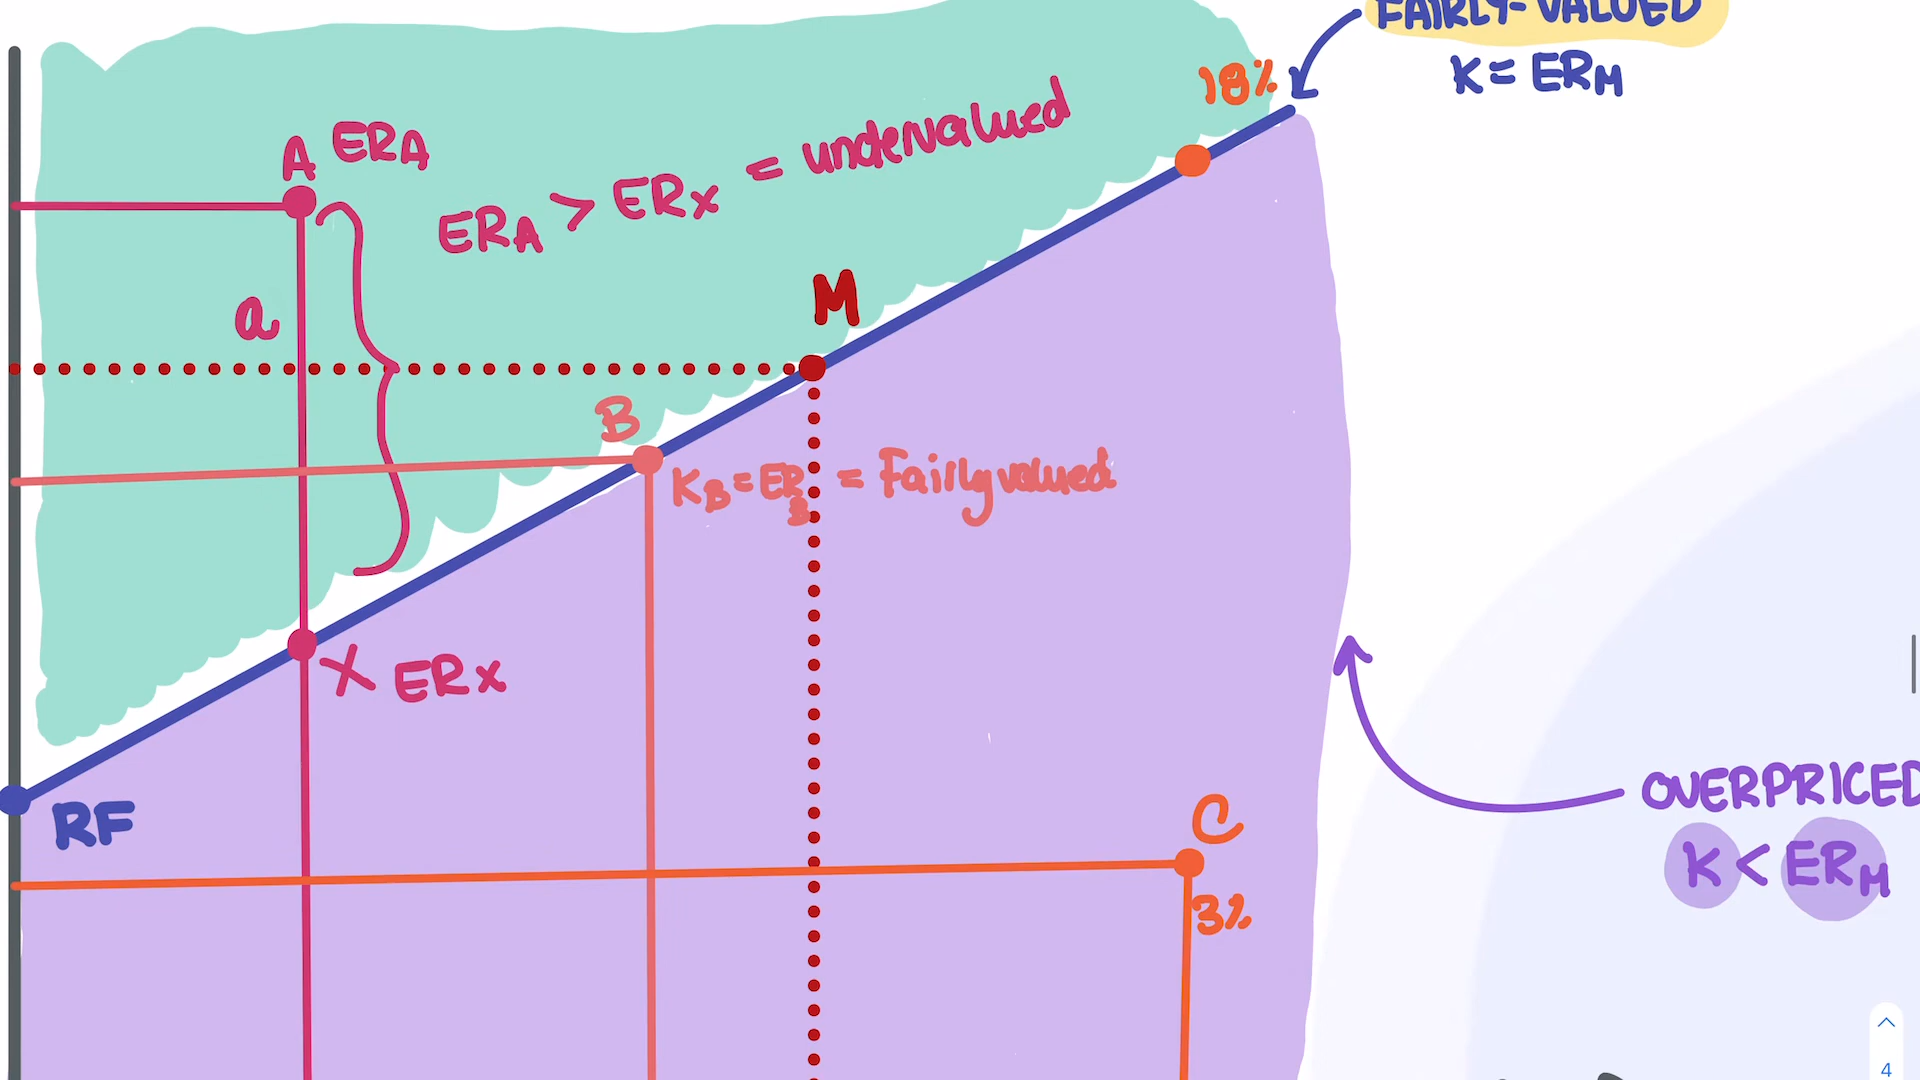 FAIRLY-VALUED
K = ERM
18%
A ERA
ERA > ERX = undervalued
a
M
B
KB = ERB = Fairly valued
X ERX
RF
OVERPRICED
K < ERM
C
3%
4